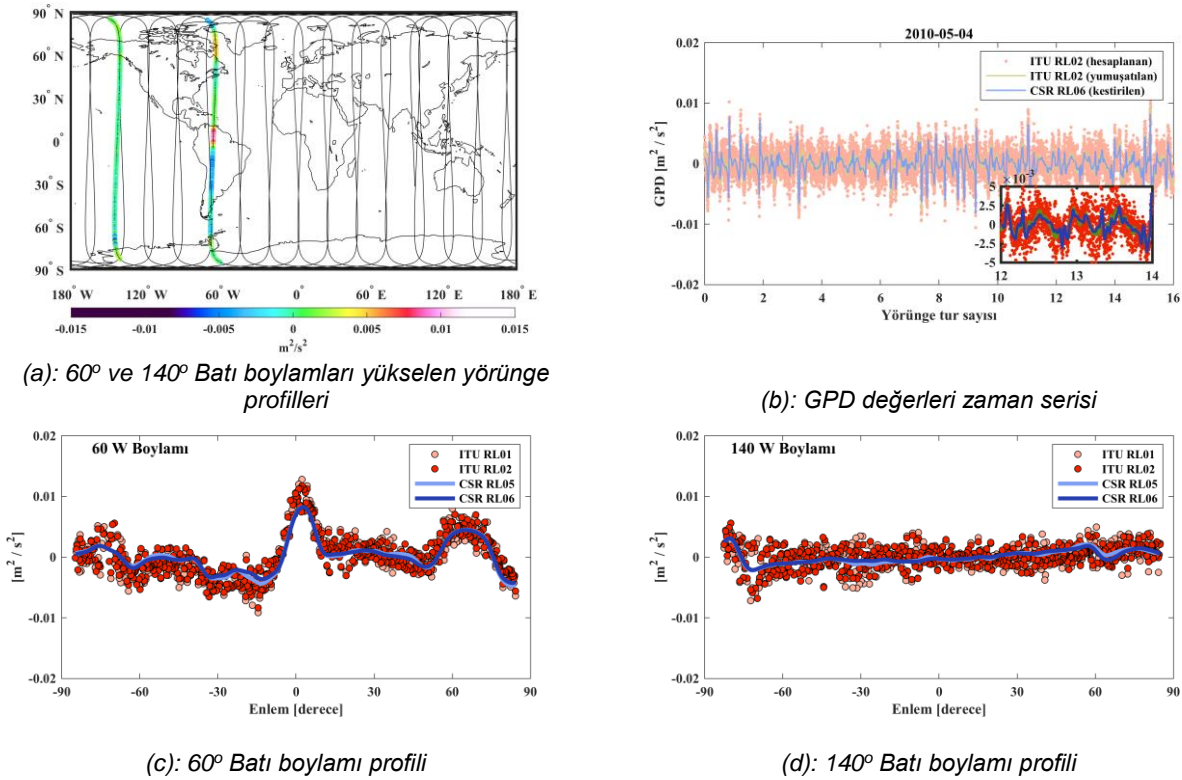 90° N
60° N
30° N
0°
30° S
60° S
90° S
180° W 120° W 60° W 0° 60° E 120° E 180° E
-0.015 -0.01 -0.005 0 0.005 0.01 0.015
m²/s²
(a): 60° ve 140° Batı boylamları yükselen yörünge
profilleri
2010-05-04
ITU RL02 (hesaplanan)
ITU RL02 (yumuşatılan)
CSR RL06 (kestirilen)
GPD [m² / s²]
0.02
0.01
0
-0.01
-0.02
× 10⁻³
5
2.5
0
-2.5
-5
12 13 14
0 2 4 6 8 10 12 14 16
Yörünge tur sayısı
(b): GPD değerleri zaman serisi
60 W Boylamı
ITU RL01
ITU RL02
CSR RL05
CSR RL06
[m² / s²]
0.02
0.01
0
-0.01
-0.02
-90 -60 -30 0 30 60 90
Enlem [derece]
(c): 60° Batı boylamı profili
140 W Boylamı
ITU RL01
ITU RL02
CSR RL05
CSR RL06
[m² / s²]
0.02
0.01
0
-0.01
-0.02
-90 -60 -30 0 30 60 90
Enlem [derece]
(d): 140° Batı boylamı profili